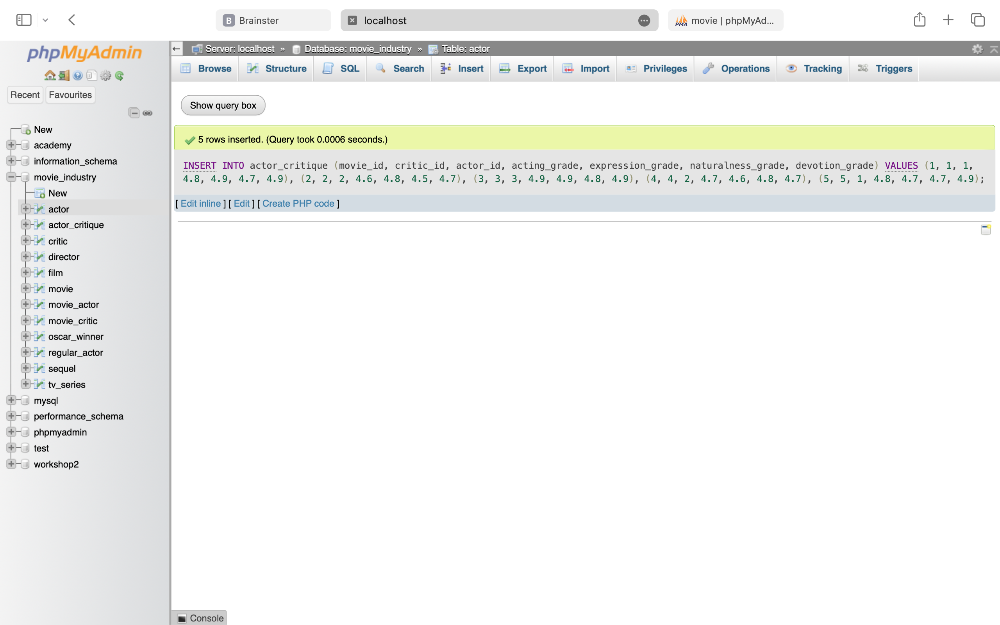 B Brainster
localhost
PMA movie | phpMyAd...
phpMyAdmin
Server: localhost » Database: movie_industry » Table: actor
Browse Structure SQL Search Insert Export Import Privileges Operations Tracking Triggers
Recent Favourites
New
academy
information_schema
movie_industry
New
actor
actor_critique
critic
director
film
movie
movie_actor
movie_critic
oscar_winner
regular_actor
sequel
tv_series
mysql
performance_schema
phpmyadmin
test
workshop2
Show query box
5 rows inserted. (Query took 0.0006 seconds.)
INSERT INTO actor_critique (movie_id, critic_id, actor_id, acting_grade, expression_grade, naturalness_grade, devotion_grade) VALUES (1, 1, 1,
4.8, 4.9, 4.7, 4.9), (2, 2, 2, 4.6, 4.8, 4.5, 4.7), (3, 3, 3, 4.9, 4.9, 4.8, 4.9), (4, 4, 2, 4.7, 4.6, 4.8, 4.7), (5, 5, 1, 4.8, 4.7, 4.7, 4.9);
[ Edit inline ] [ Edit ] [ Create PHP code ]
Console